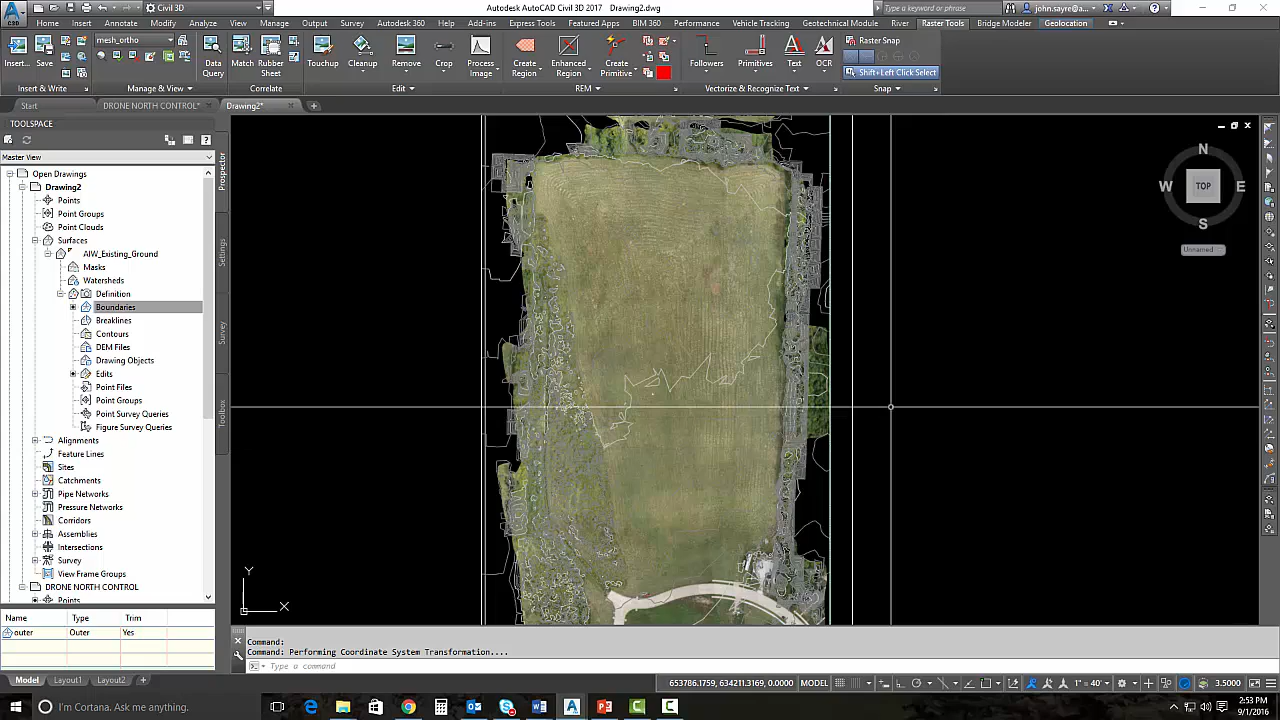 Civil 3D
Autodesk AutoCAD Civil 3D 2017 Drawing2.dwg
Type a keyword or phrase
john.sayre@a...
Home
Insert
Annotate
Modify
Analyze
View
Manage
Output
Survey
Autodesk 360
Help
Add-ins
Express Tools
Featured Apps
BIM 360
Performance
Vehicle Tracking
Geotechnical Module
River
Raster Tools
Bridge Modeler
Geolocation
mesh_ortho
Raster Snap
Shift+Left Click Select
Insert...
Save
Query
Match
Rubber Sheet
Touchup
Cleanup
Remove
Crop
Process Image
Create Region
Enhanced Region
Create Primitive
Followers
Primitives
Text
OCR
Insert & Write
Manage & View
Correlate
Edit
REM
Vectorize & Recognize Text
Snap
Start
DRONE NORTH CONTROL*
Drawing2*
TOOLSPACE
Master View
Open Drawings
Drawing2
Points
Point Groups
Point Clouds
Surfaces
AIW_Existing_Ground
Masks
Watersheds
Definition
Boundaries
Breaklines
Contours
DEM Files
Drawing Objects
Edits
Point Files
Point Groups
Point Survey Queries
Figure Survey Queries
Alignments
Feature Lines
Sites
Catchments
Pipe Networks
Pressure Networks
Corridors
Assemblies
Intersections
Survey
View Frame Groups
DRONE NORTH CONTROL
Points
Prospector
Settings
Survey
Toolbox
N
W
TOP
E
S
Unnamed
Y
X
Name Type Trim
outer Outer Yes
Command:
Command: Performing Coordinate System Transformation....
Type a command
Model
Layout1
Layout2
653786.1759, 634211.3169, 0.0000
MODEL
1" = 40'
3.5000
I'm Cortana. Ask me anything.
2:53 PM
9/1/2016